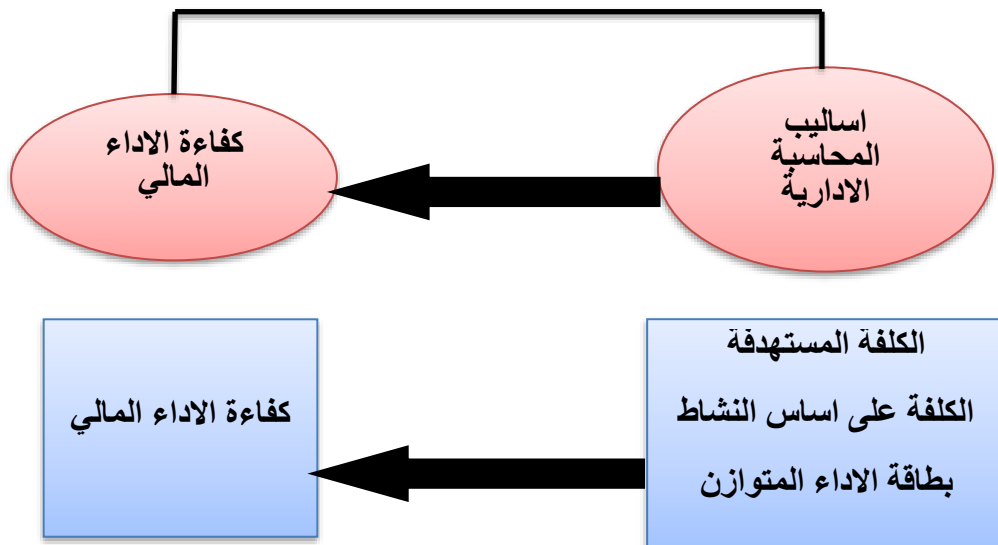 اساليب
المحاسبة
الادارية
كفاءة الاداء
المالي
الكلفة المستهدفة
الكلفة على اساس النشاط
بطاقة الاداء المتوازن
كفاءة الاداء المالي